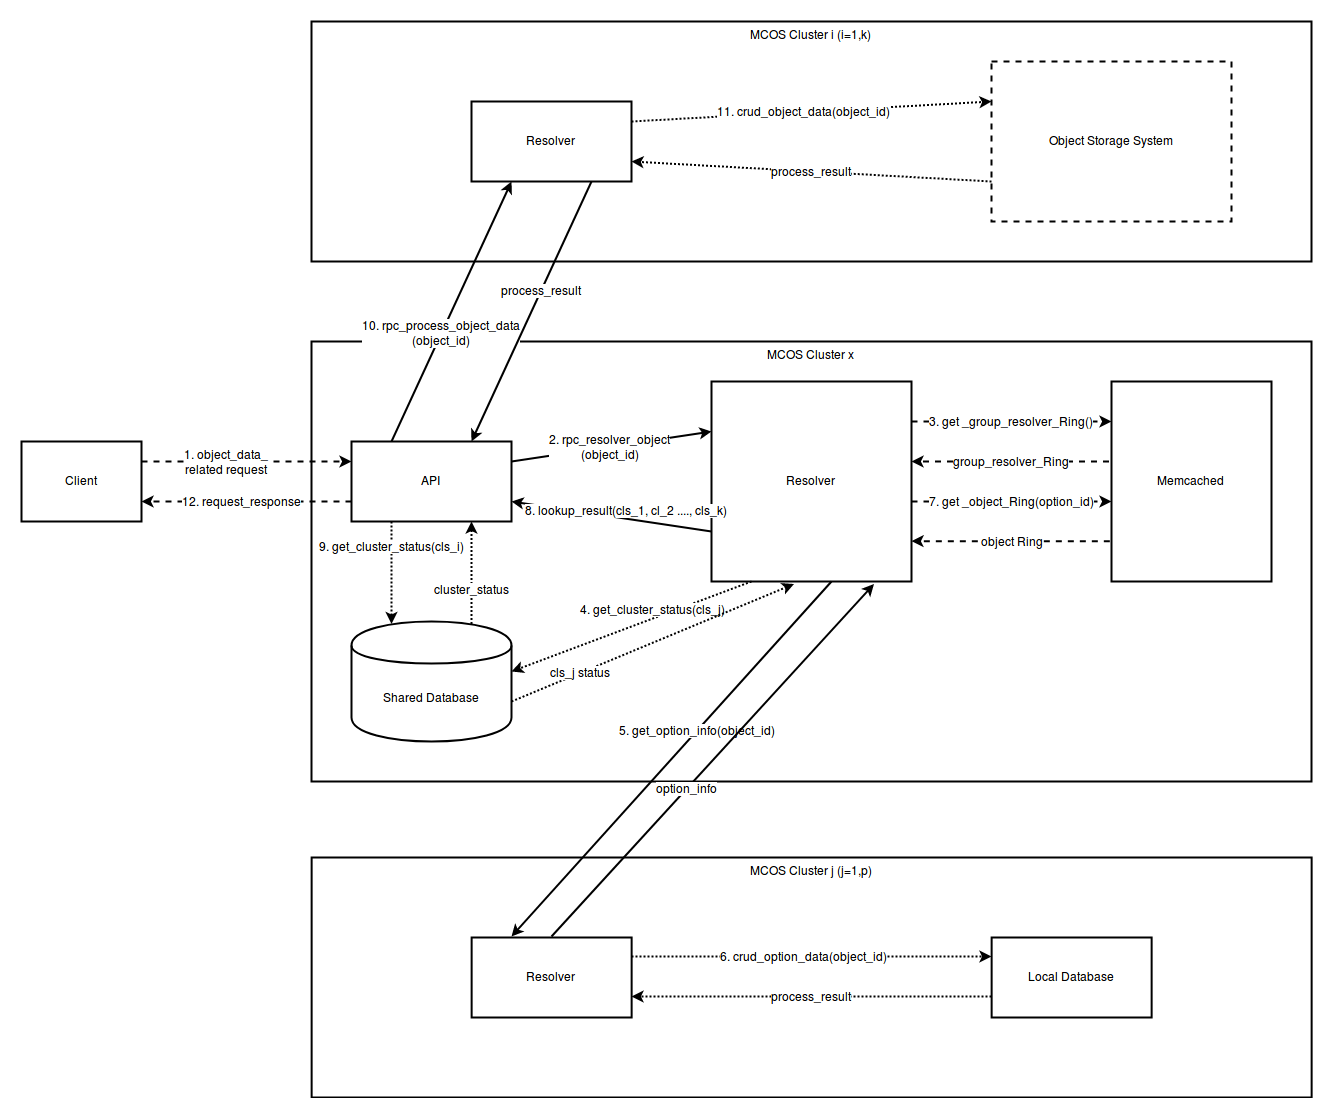 MCOS Cluster i (i=1,k)
11. crud_object_data(object_id)
Resolver
Object Storage System
process_result
process_result
10. rpc_process_object_data
(object_id)
MCOS Cluster x
3. get _group_resolver_Ring()
2. rpc_resolver_object
(object_id)
1. object_data_
related request
group_resolver_Ring
Client
API
Resolver
Memcached
12. request_response
7. get _object_Ring(option_id)
8. lookup_result(cls_1, cl_2 ...., cls_k)
object Ring
9. get_cluster_status(cls_i)
cluster_status
4. get_cluster_status(cls_j)
cls_j status
Shared Database
5. get_option_info(object_id)
option_info
MCOS Cluster j (j=1,p)
6. crud_option_data(object_id)
Resolver
Local Database
process_result